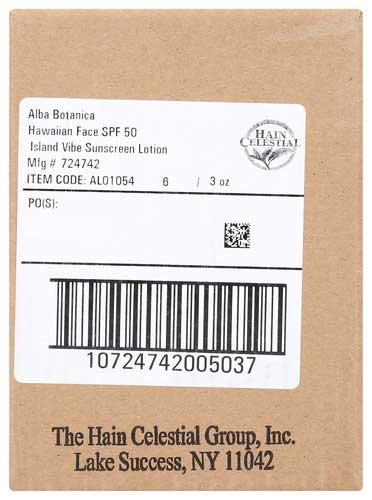 Alba Botanica
Hawaiian Face SPF 50
Island Vibe Sunscreen Lotion
Mfg # 724742
ITEM CODE: AL01054 6 / 3 oz
HAIN
CELESTIAL
PO(S):
10724742005037
The Hain Celestial Group, Inc.
Lake Success, NY 11042